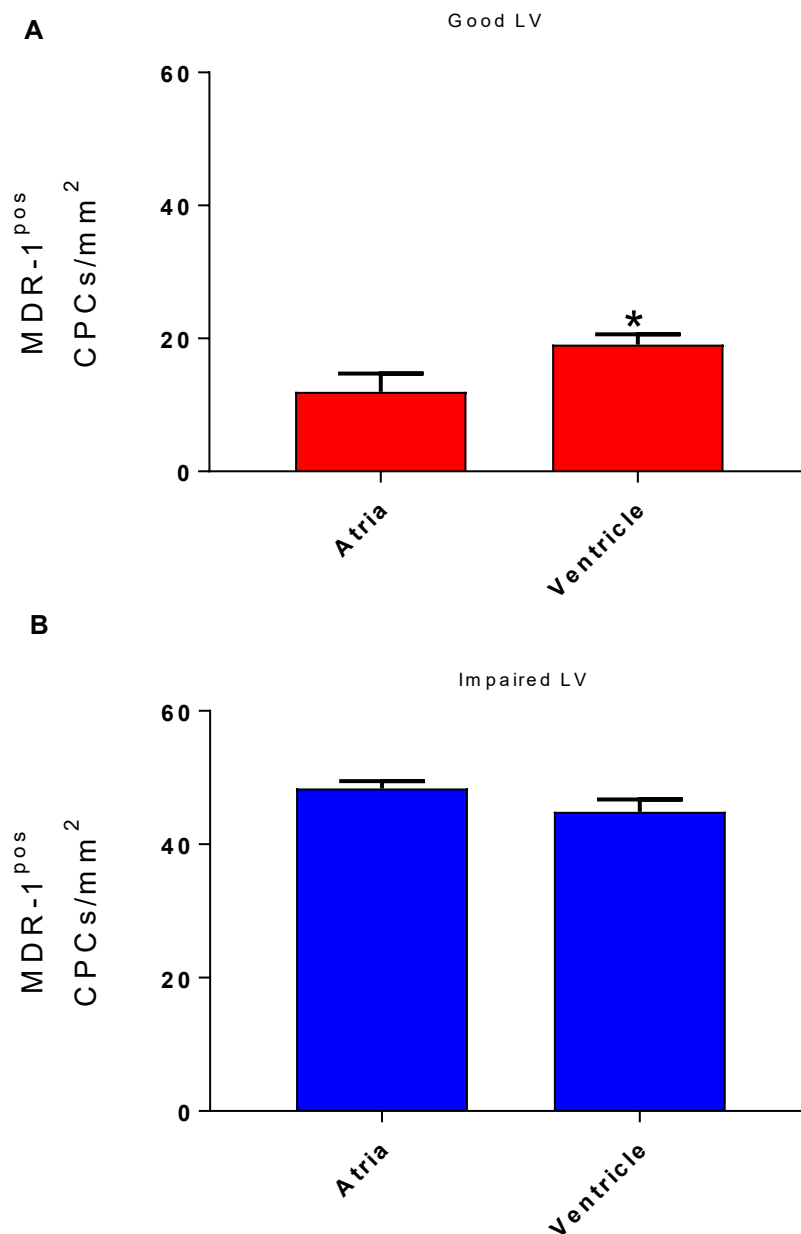 A
Good LV
MDR-1pos
CPCs/mm2
60
40
20
0
*
Atria
Ventricle
B
Impaired LV
MDR-1pos
CPCs/mm2
60
40
20
0
Atria
Ventricle